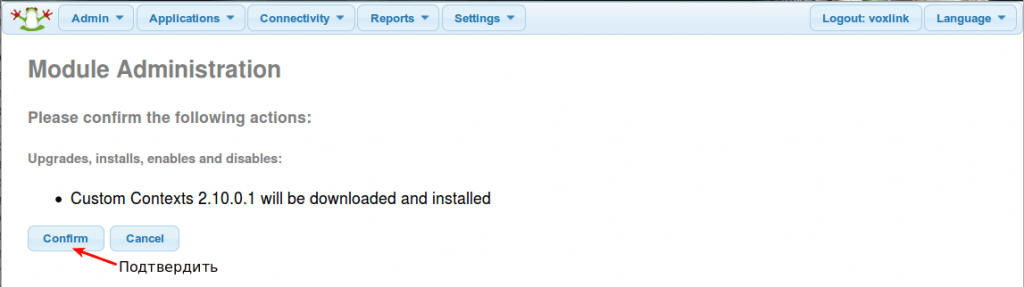 Admin Applications Connectivity Reports Settings Logout: voxlink Language
Module Administration
Please confirm the following actions:
Upgrades, installs, enables and disables:
Custom Contexts 2.10.0.1 will be downloaded and installed
Confirm Cancel
Подтвердить